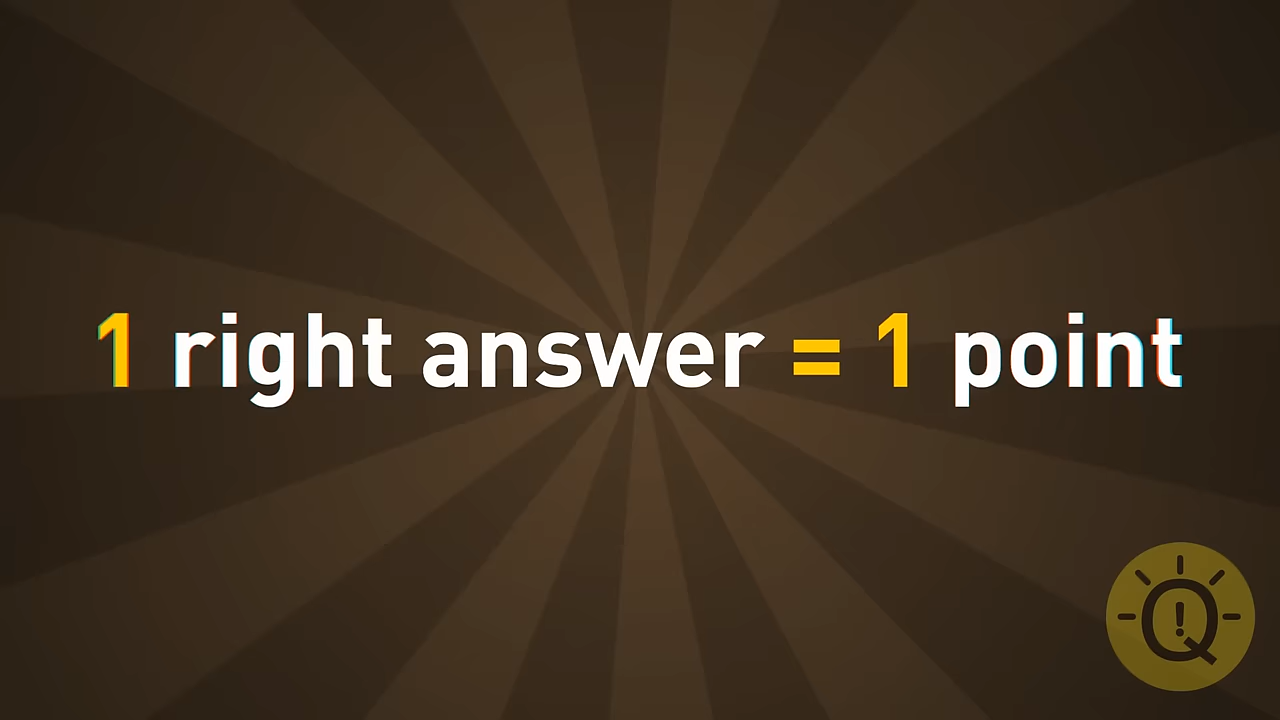 1 right answer = 1 point
Q!